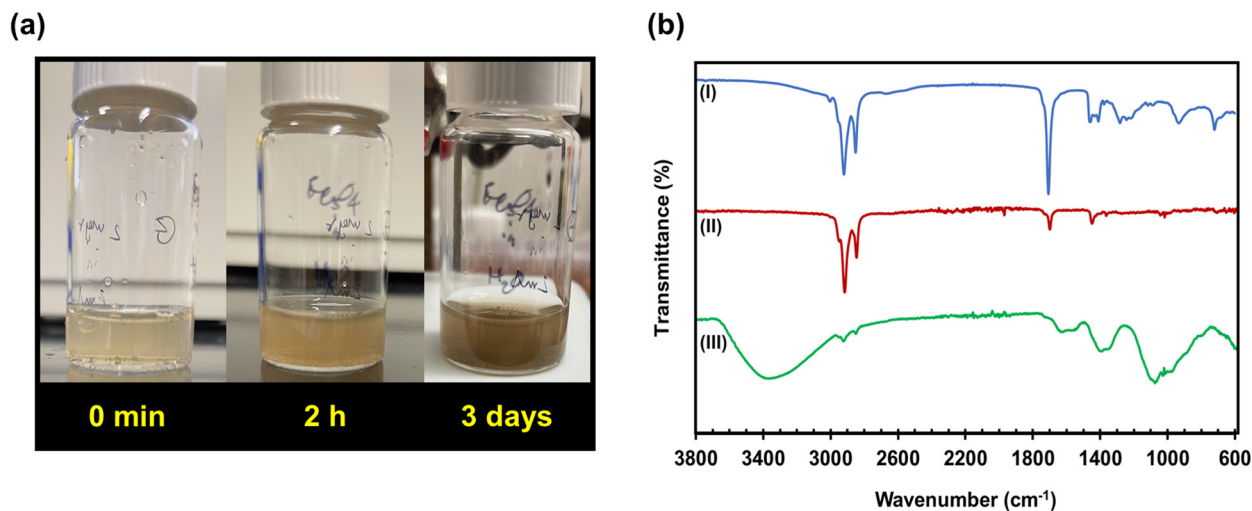 (a)
0 min
2 h
3 days
(b)
Transmittance (%)
(I)
(II)
(III)
3800 3400 3000 2600 2200 1800 1400 1000 600
Wavenumber (cm-1)